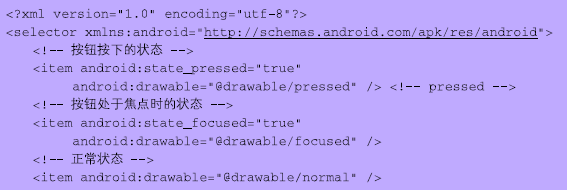 <?xml version="1.0" encoding="utf-8"?>
<selector xmlns:android="http://schemas.android.com/apk/res/android">
<!-- 按钮按下的状态 -->
<item android:state_pressed="true"
android:drawable="@drawable/pressed" /> <!-- pressed -->
<!-- 按钮处于焦点时的状态 -->
<item android:state_focused="true"
android:drawable="@drawable/focused" />
<!-- 正常状态 -->
<item android:drawable="@drawable/normal" />